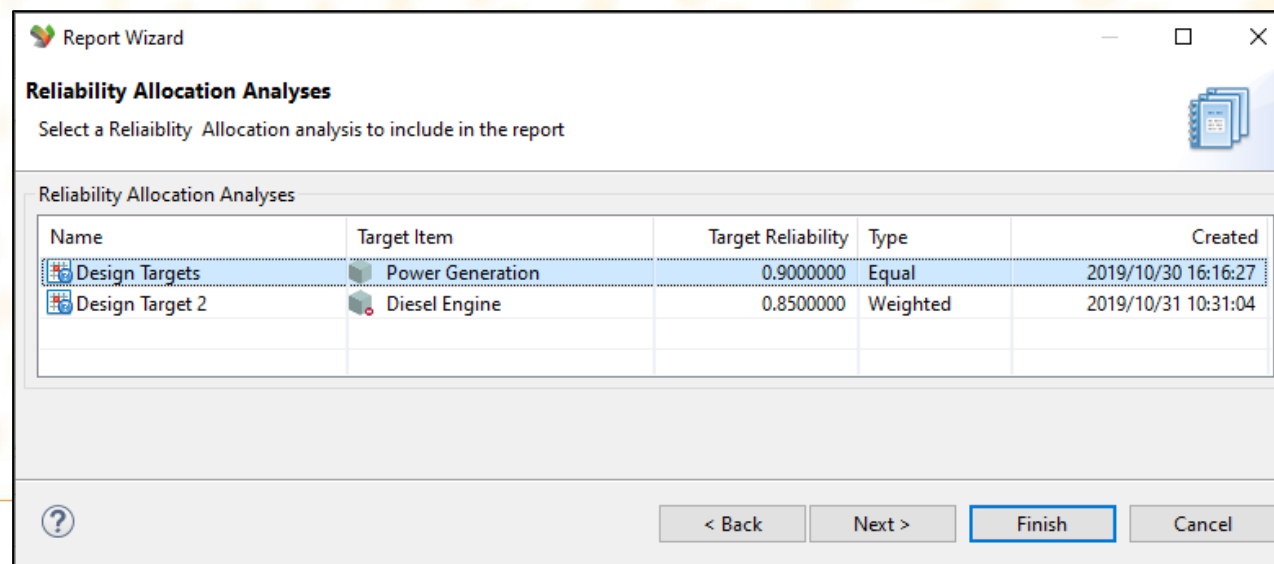 Report Wizard
Reliability Allocation Analyses
Select a Reliaiblity  Allocation analysis to include in the report
Reliability Allocation Analyses
Name Target Item Target Reliability Type Created
Design Targets Power Generation 0.9000000 Equal 2019/10/30 16:16:27
Design Target 2 Diesel Engine 0.8500000 Weighted 2019/10/31 10:31:04
? < Back Next > Finish Cancel